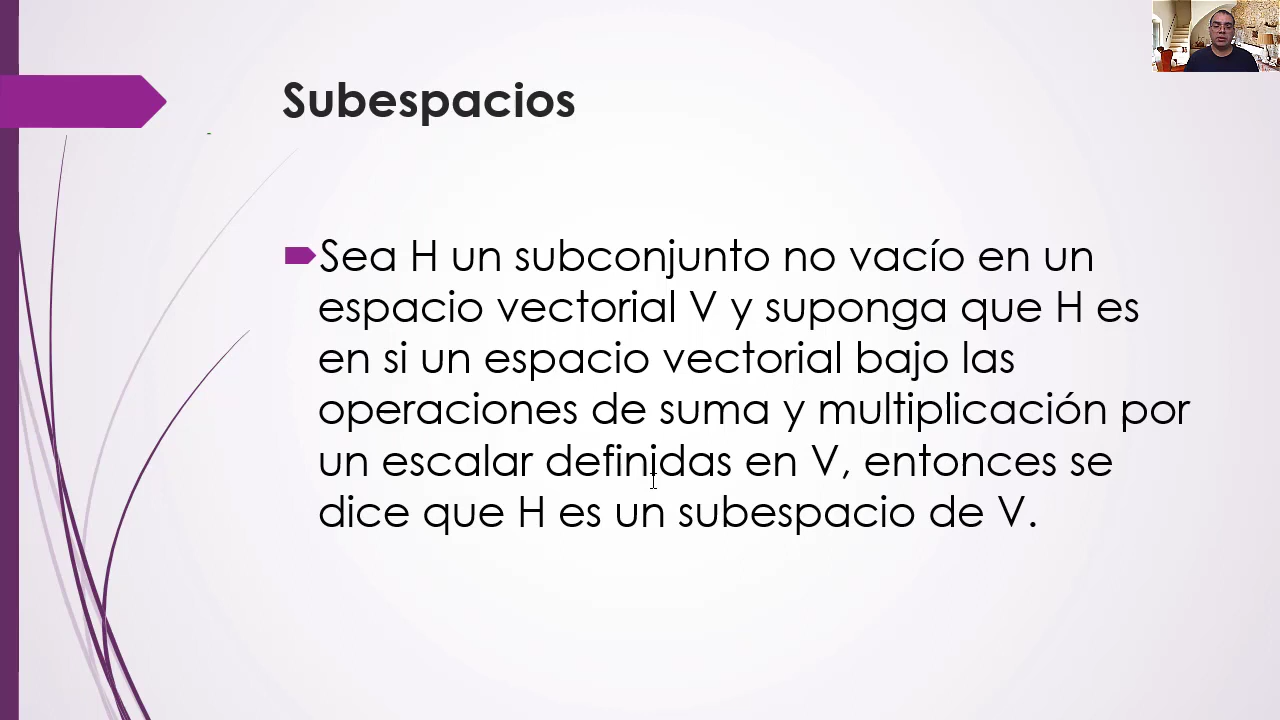 Subespacios
Sea H un subconjunto no vacío en un
espacio vectorial V y suponga que H es
en si un espacio vectorial bajo las
operaciones de suma y multiplicación por
un escalar definidas en V, entonces se
dice que H es un subespacio de V.